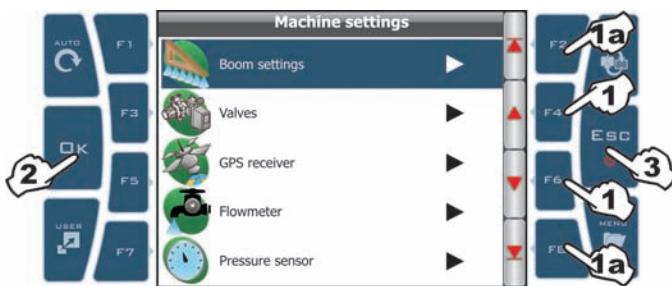 Machine settings
AUTO
F1
F2
1a
Boom settings
F3
Valves
F4
1
OK
ESC
2
F5
GPS receiver
F6
1
3
Flowmeter
USER
MENU
F7
Pressure sensor
F8
1a